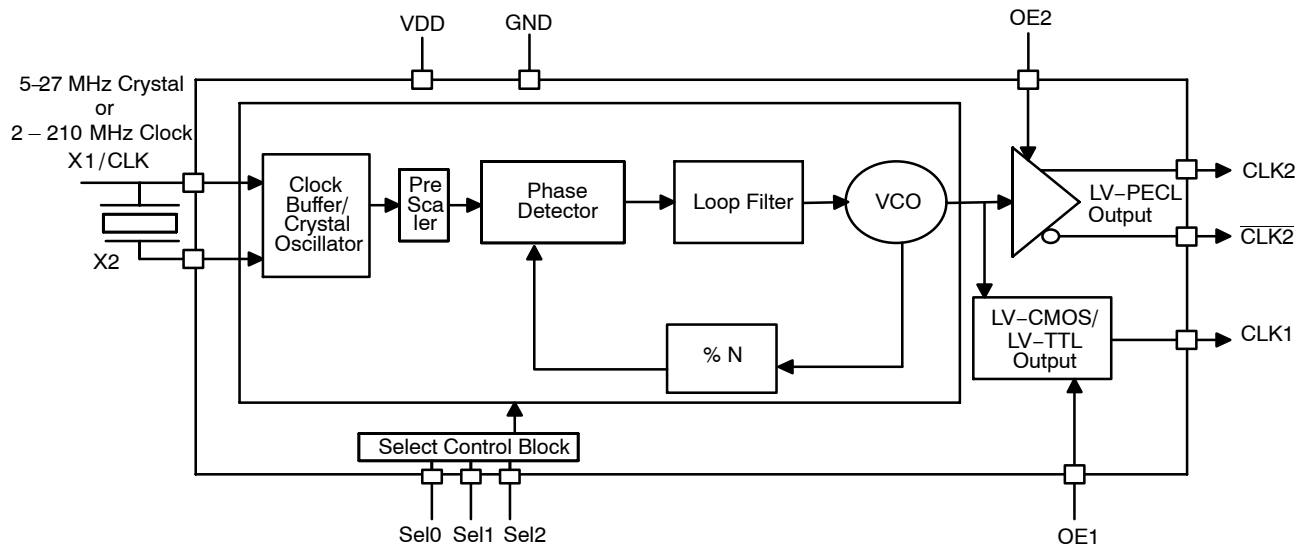 VDD
GND
OE2
5–27 MHz Crystal
or
2 – 210 MHz Clock
X1/CLK
X2
Clock
Buffer/
Crystal
Oscillator
Pre
Sca
ler
Phase
Detector
Loop Filter
VCO
LV–PECL
Output
CLK2
CLK2
% N
LV–CMOS/
LV–TTL
Output
CLK1
Select Control Block
Sel0
Sel1
Sel2
OE1